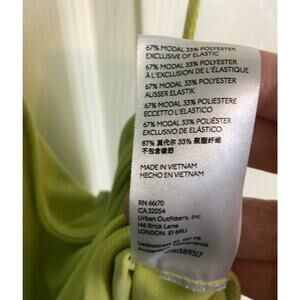 67% MODAL 33% POLYESTER
EXCLUSIVE OF ELASTIC
67% MODAL 33% POLYESTER
À L'EXCLUSION DE L'ÉLASTIQUE
67% MODAL 33% POLYESTER
AUSSER ELASTIK
67% MODAL 33% POLIESTERE
ECCETTO L'ELASTICO
67% MODAL 33% POLIÉSTER
EXCLUSIVO DE ELÁSTICO
67% 莫代尔 33% 聚酯纤维
不包含橡筋
MADE IN VIETNAM
HECHO EN VIETNAM
RN 66170
CA 32054
Urban Outfitters, Inc.
146 Brick Lane
LONDON, E1 6RU